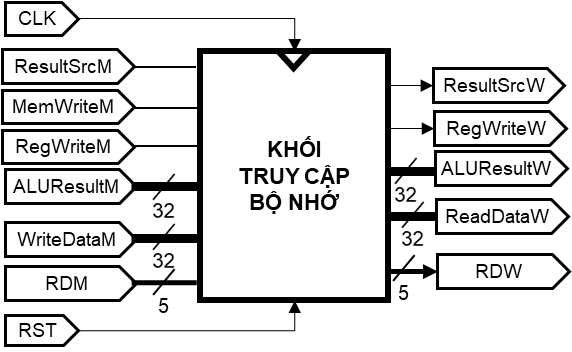 CLK
ResultSrcM
MemWriteM
RegWriteM
ALUResultM
32
WriteDataM
32
RDM
5
RST
KHỐI
TRUY CẬP
BỘ NHỚ
ResultSrcW
RegWriteW
ALUResultW
32
ReadDataW
32
RDW
5